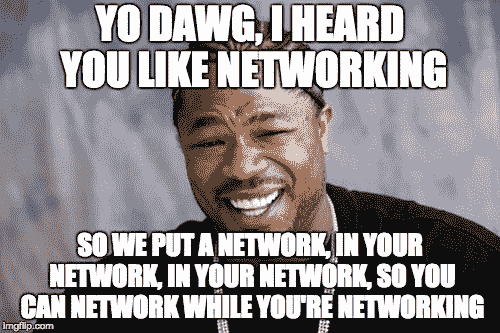 YO DAWG, I HEARD
YOU LIKE NETWORKING
SO WE PUT A NETWORK, IN YOUR
NETWORK, IN YOUR NETWORK, SO YOU
CAN NETWORK WHILE YOU'RE NETWORKING
imgflip.com